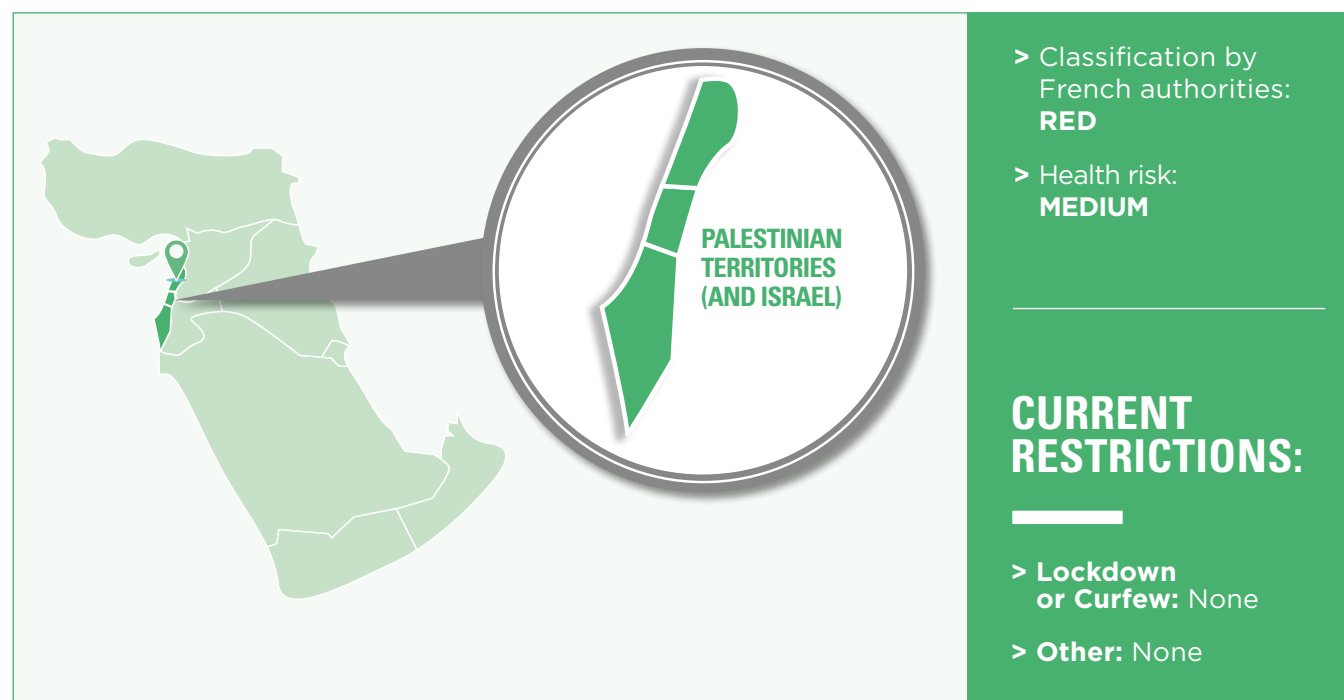 PALESTINIAN
TERRITORIES
(AND ISRAEL)
> Classification by
French authorities:
RED
> Health risk:
MEDIUM
CURRENT
RESTRICTIONS:
> Lockdown
or Curfew: None
> Other: None